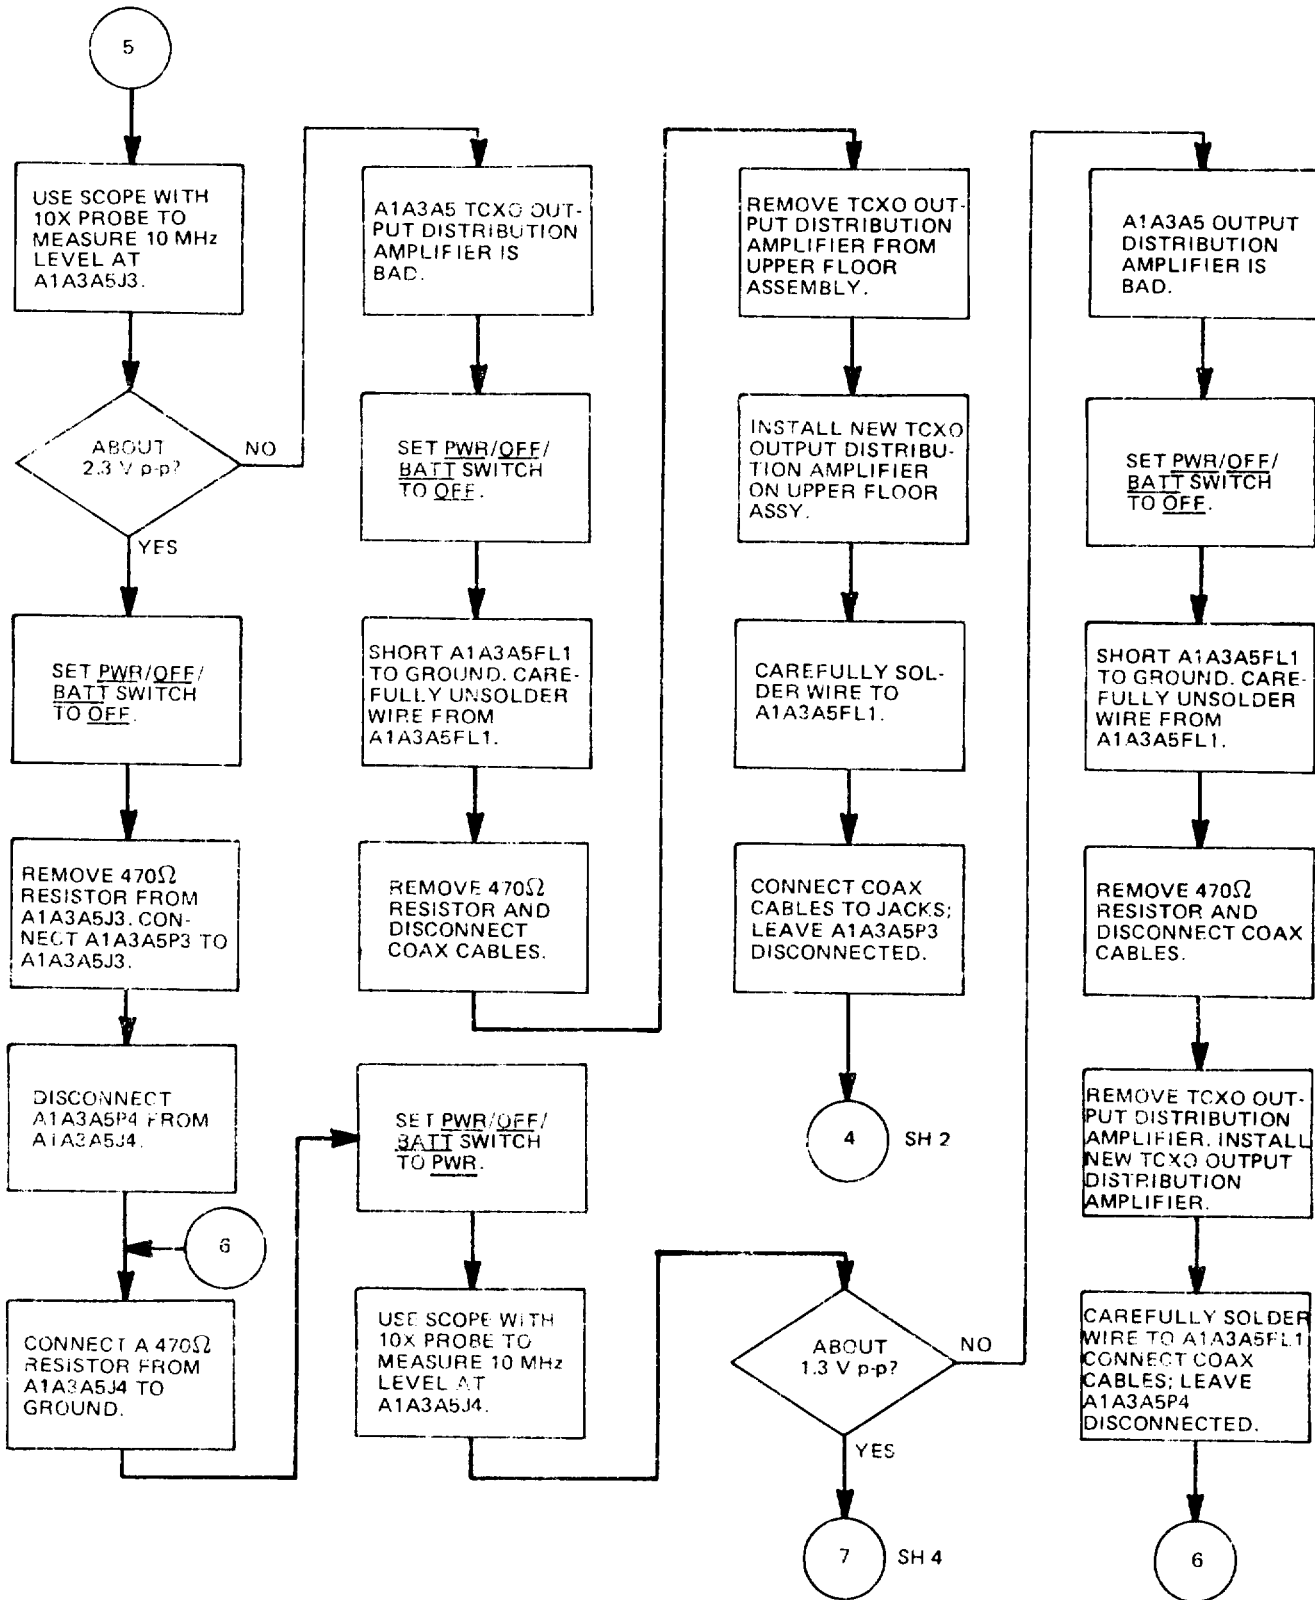 5
USE SCOPE WITH
10X PROBE TO
MEASURE 10 MHz
LEVEL AT
A1A3A5J3.
ABOUT
2.3 V p-p?
NO
YES
SET PWR/OFF/
BATT SWITCH
TO OFF.
REMOVE 470Ω
RESISTOR FROM
A1A3A5J3. CON-
NECT A1A3A5P3 TO
A1A3A5J3.
DISCONNECT
A1A3A5P4 FROM
A1A3A5J4.
6
CONNECT A 470Ω
RESISTOR FROM
A1A3A5J4 TO
GROUND.
A1A3A5 TCXO OUT-
PUT DISTRIBUTION
AMPLIFIER IS
BAD.
SET PWR/OFF/
BATT SWITCH
TO OFF.
SHORT A1A3A5FL1
TO GROUND. CARE-
FULLY UNSOLDER
WIRE FROM
A1A3A5FL1.
REMOVE 470Ω
RESISTOR AND
DISCONNECT
COAX CABLES.
SET PWR/OFF/
BATT SWITCH
TO PWR.
USE SCOPE WITH
10X PROBE TO
MEASURE 10 MHz
LEVEL AT
A1A3A5J4.
REMOVE TCXO OUT-
PUT DISTRIBUTION
AMPLIFIER FROM
UPPER FLOOR
ASSEMBLY.
INSTALL NEW TCXO
OUTPUT DISTRIBU-
TION AMPLIFIER
ON UPPER FLOOR
ASSY.
CAREFULLY SOL-
DER WIRE TO
A1A3A5FL1.
CONNECT COAX
CABLES TO JACKS;
LEAVE A1A3A5P3
DISCONNECTED.
4
SH 2
ABOUT
1.3 V p-p?
NO
YES
7
SH 4
A1A3A5 OUTPUT
DISTRIBUTION
AMPLIFIER IS
BAD.
SET PWR/OFF/
BATT SWITCH
TO OFF.
SHORT A1A3A5FL1
TO GROUND. CARE-
FULLY UNSOLDER
WIRE FROM
A1A3A5FL1.
REMOVE 470Ω
RESISTOR AND
DISCONNECT COAX
CABLES.
REMOVE TCXO OUT-
PUT DISTRIBUTION
AMPLIFIER. INSTALL
NEW TCXO OUTPUT
DISTRIBUTION
AMPLIFIER.
CAREFULLY SOLDER
WIRE TO A1A3A5FL1
CONNECT COAX
CABLES; LEAVE
A1A3A5P4
DISCONNECTED.
6